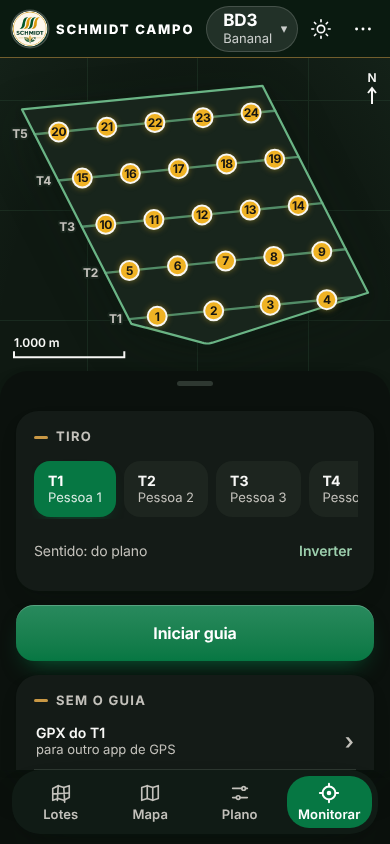 SCHMIDT
SCHMIDT CAMPO
BD3
Bananal
N
T5
20 21 22 23 24
T4
15 16 17 18 19
T3
10 11 12 13 14
T2
5 6 7 8 9
T1
1 2 3 4
1.000 m
TIRO
T1 T2 T3 T4
Pessoa 1 Pessoa 2 Pessoa 3
Sentido: do plano Inverter
Iniciar guia
SEM O GUIA
GPX do T1
para outro app de GPS
Lotes Mapa Plano Monitorar